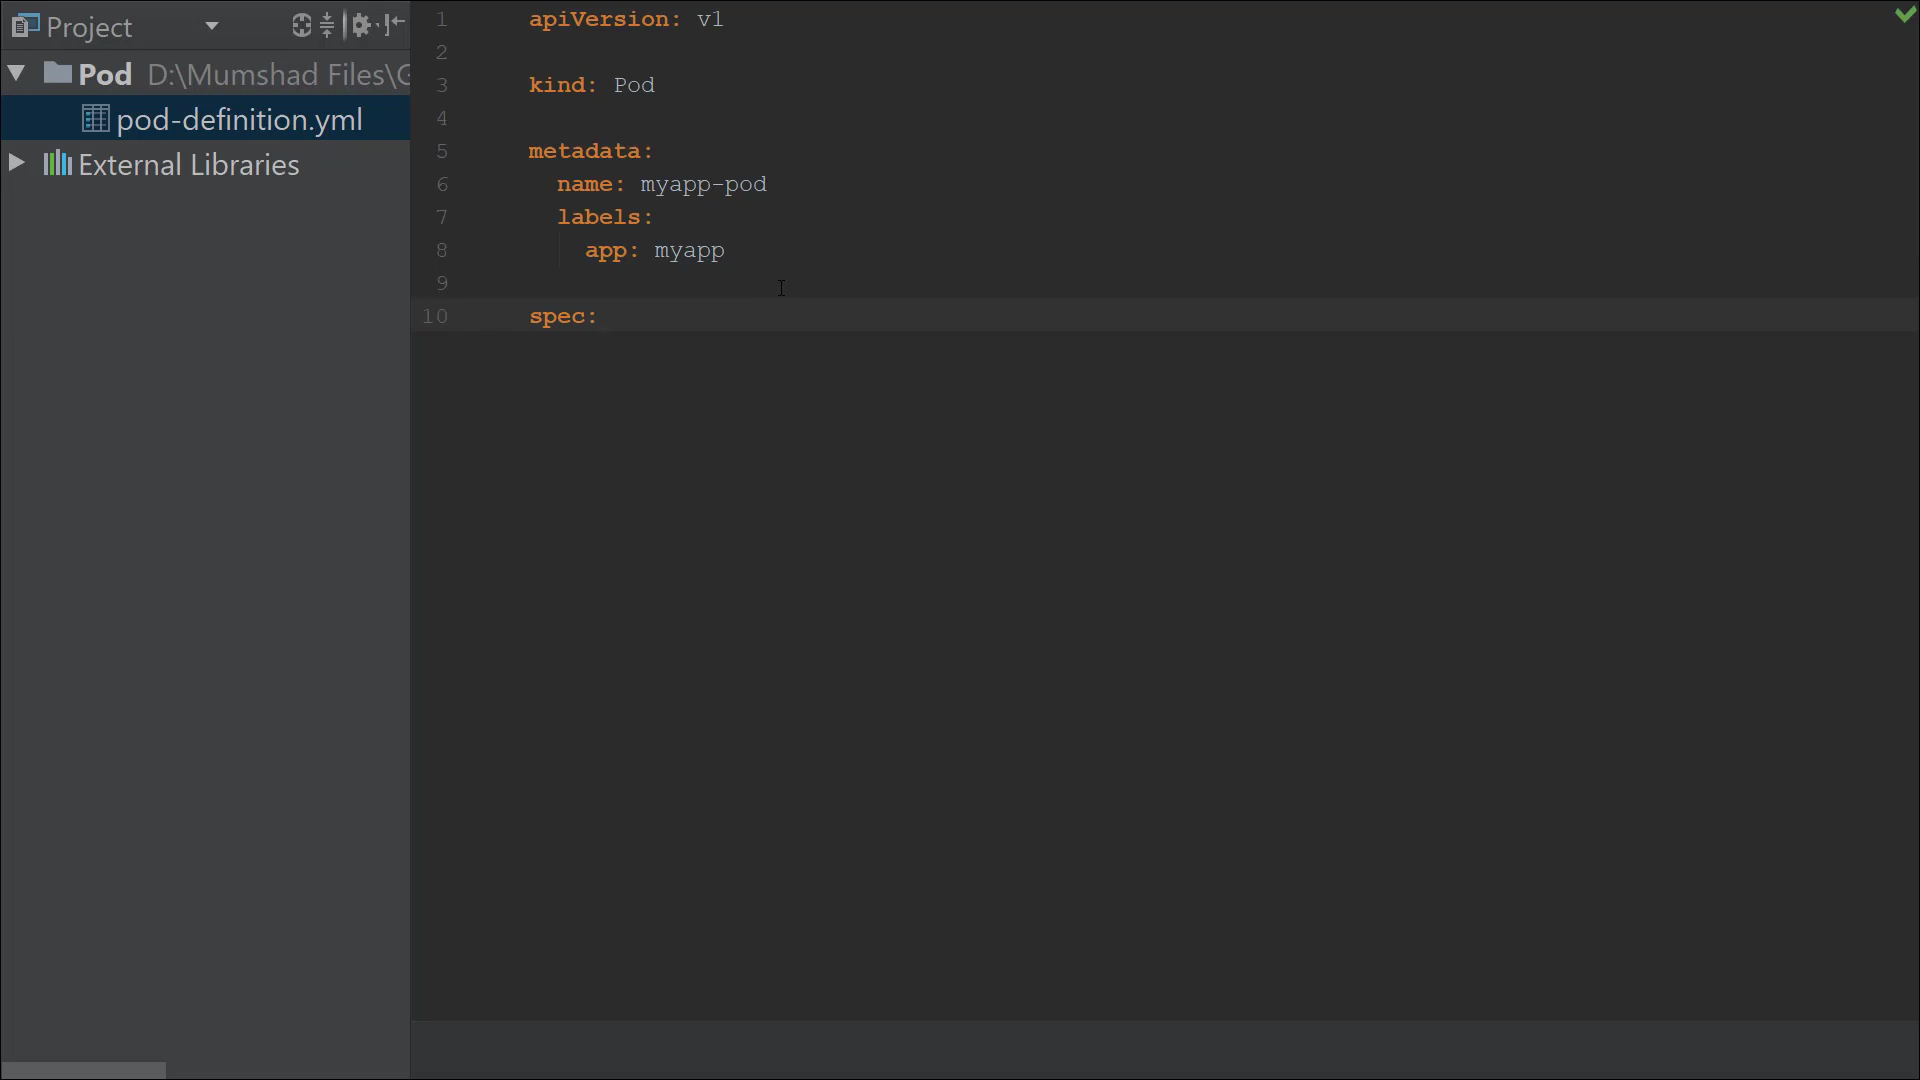 Project
Pod D:\Mumshad Files\
pod-definition.yml
External Libraries
1 apiVersion: v1
2
3 kind: Pod
4
5 metadata:
6 name: myapp-pod
7 labels:
8 app: myapp
9
10 spec: